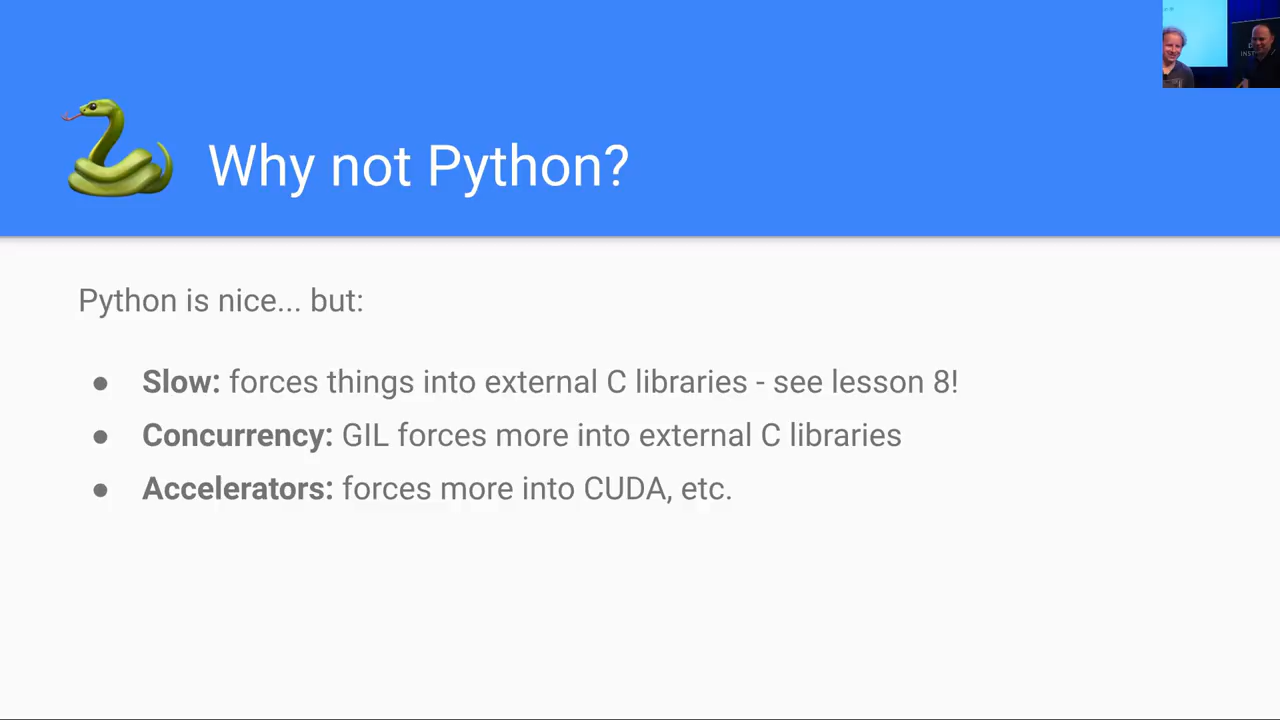 Why not Python?
Python is nice... but:
● Slow: forces things into external C libraries - see lesson 8!
● Concurrency: GIL forces more into external C libraries
● Accelerators: forces more into CUDA, etc.